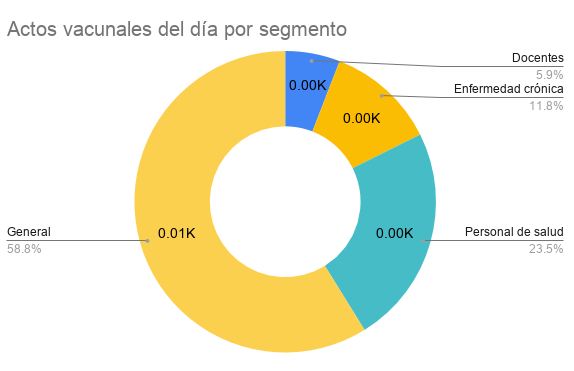 Actos vacunales del día por segmento
Docentes
5.9%
0.00K
Enfermedad crónica
11.8%
0.00K
General
58.8%
0.01K
0.00K
Personal de salud
23.5%